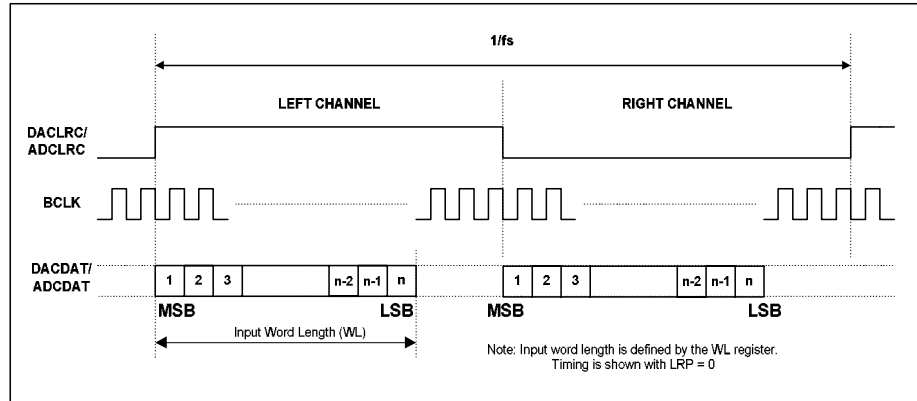 1/fs
LEFT CHANNEL
RIGHT CHANNEL
DACLRC/
ADCLRC
BCLK
DACDAT/
ADCDAT
1 2 3 n-2 n-1 n
1 2 3 n-2 n-1 n
MSB LSB MSB LSB
Input Word Length (WL)
Note: Input word length is defined by the WL register.
Timing is shown with LRP = 0